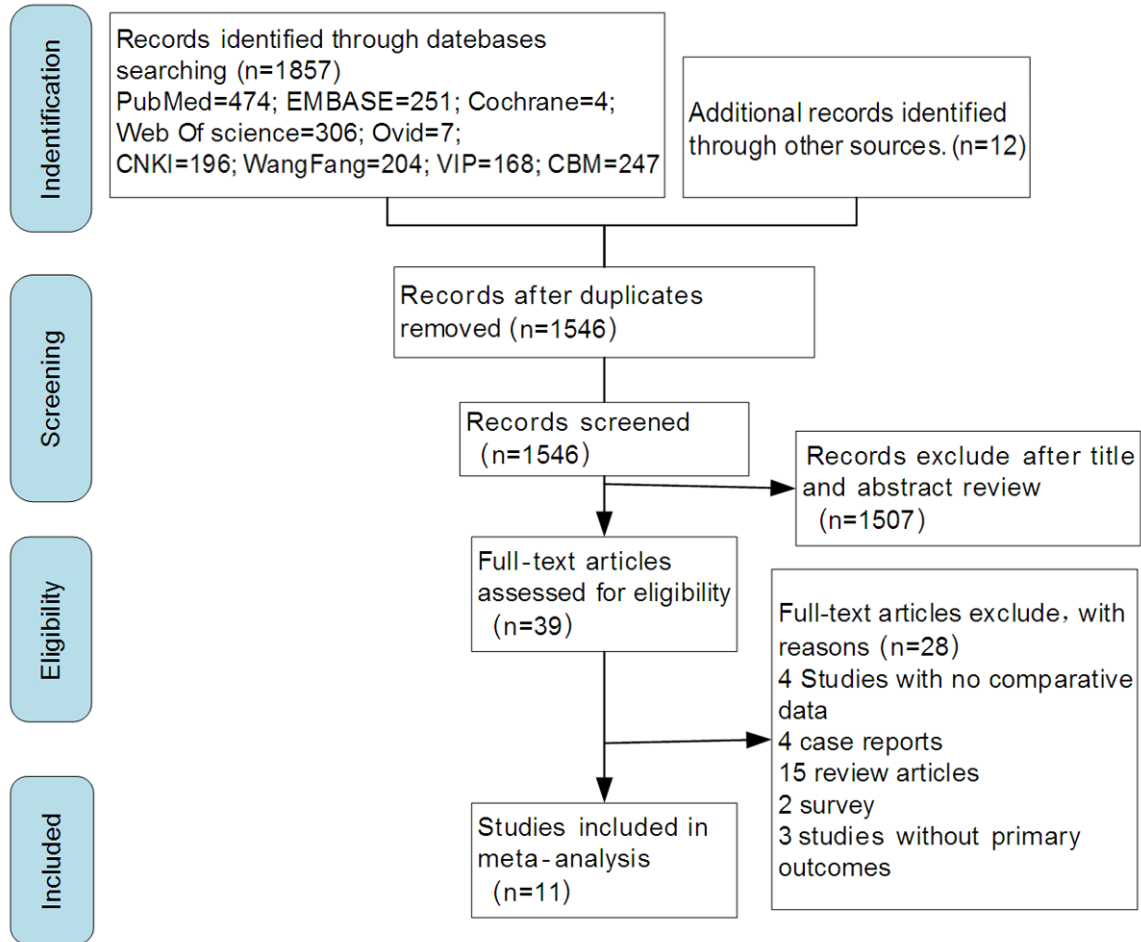 Indentification
Records identified through datebases
searching (n=1857)
PubMed=474; EMBASE=251; Cochrane=4;
Web Of science=306; Ovid=7;
CNKI=196; WangFang=204; VIP=168; CBM=247
Additional records identified
through other sources. (n=12)
Screening
Records after duplicates
removed (n=1546)
Records screened
(n=1546)
Records exclude after title
and abstract review
(n=1507)
Eligibility
Full-text articles
assessed for eligibility
(n=39)
Full-text articles exclude, with
reasons (n=28)
4 Studies with no comparative
data
4 case reports
15 review articles
2 survey
3 studies without primary
outcomes
Included
Studies included in
meta-analysis
(n=11)